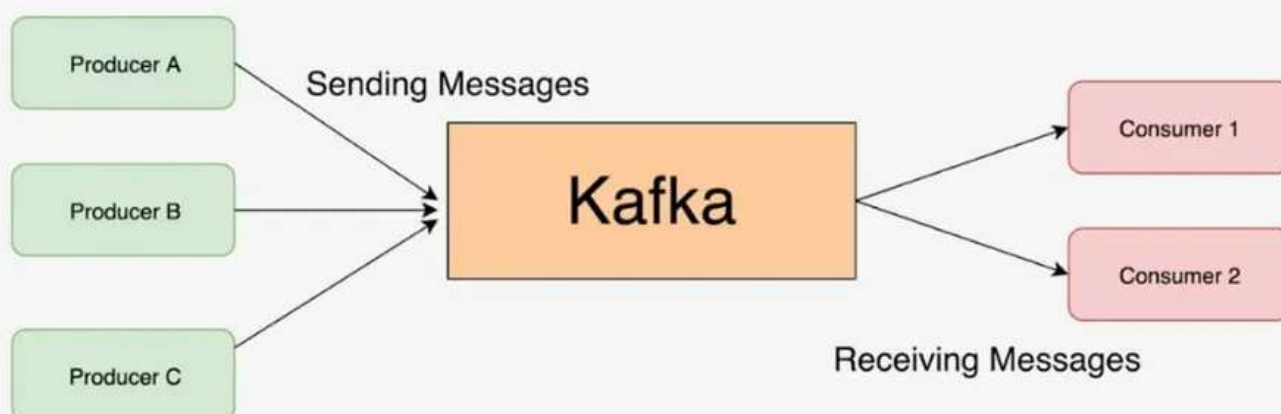 Producer A
Sending Messages
Consumer 1
Kafka
Producer B
Consumer 2
Receiving Messages
Producer C